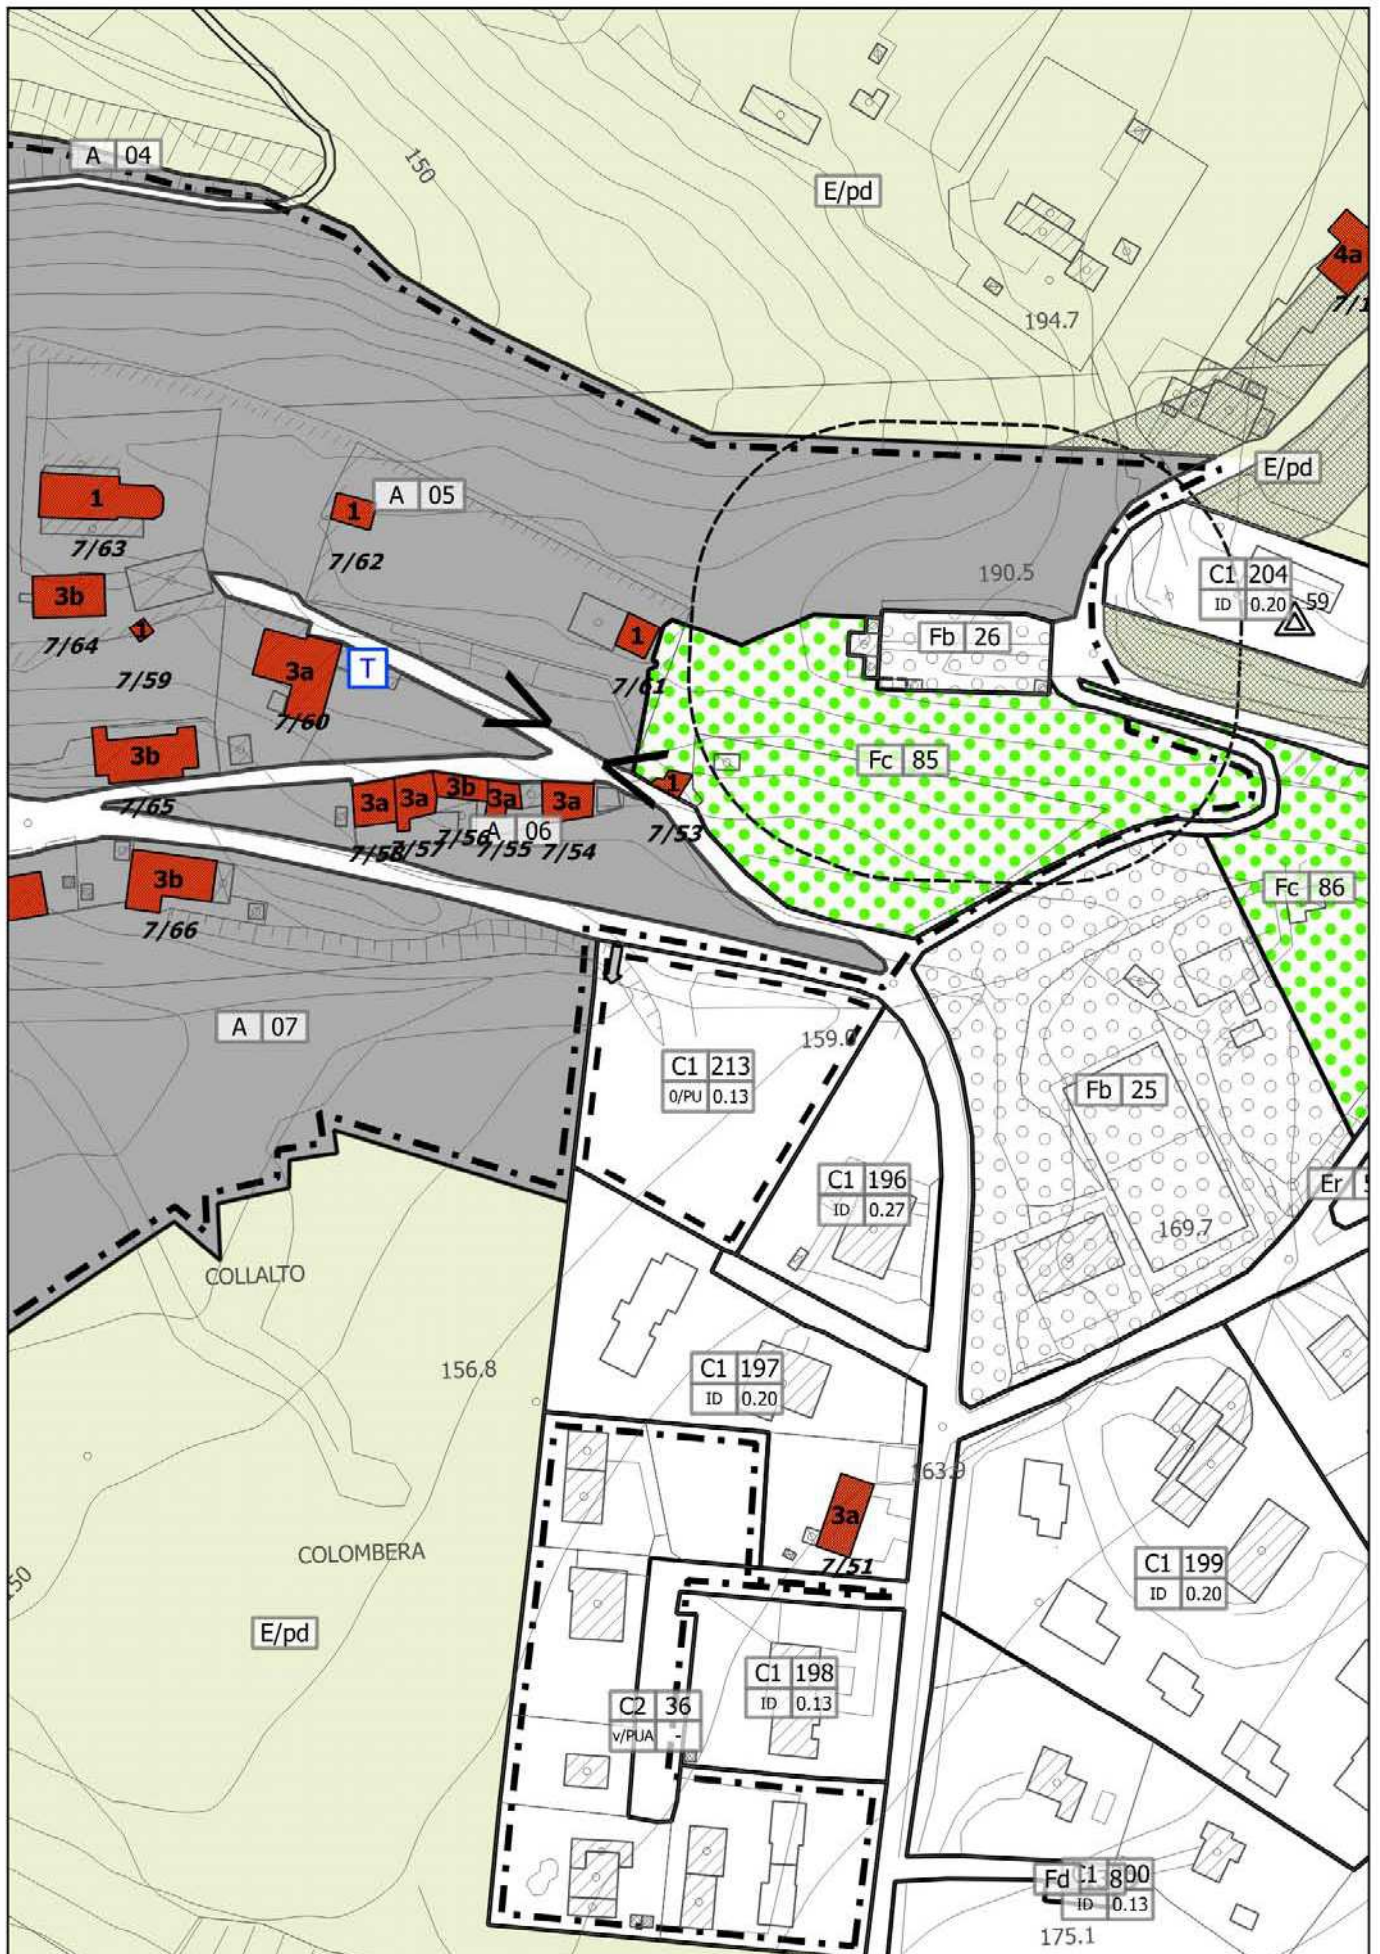 A 04
150
E/pd
4a
194.7
E/pd
1
7/63
1
A 05
7/62
190.5
C1 204
ID 0.20
59
3b
7/64
1
7/59
3a
T
7/60
1
7/61
Fb 26
3b
7/65
Fc 85
3a
3a
3b
3a
3a
1
A 06
7/58
7/57
7/56
7/55
7/54
7/53
3b
7/66
Fc 86
A 07
159.0
C1 213
0/PU 0.13
Fb 25
C1 196
ID 0.27
Er
169.7
COLLALTO
156.8
C1 197
ID 0.20
163.9
3a
7/51
COLOMBERA
C1 199
ID 0.20
E/pd
C1 198
ID 0.13
C2 36
v/PUA -
Fd
ID 0.13
175.1